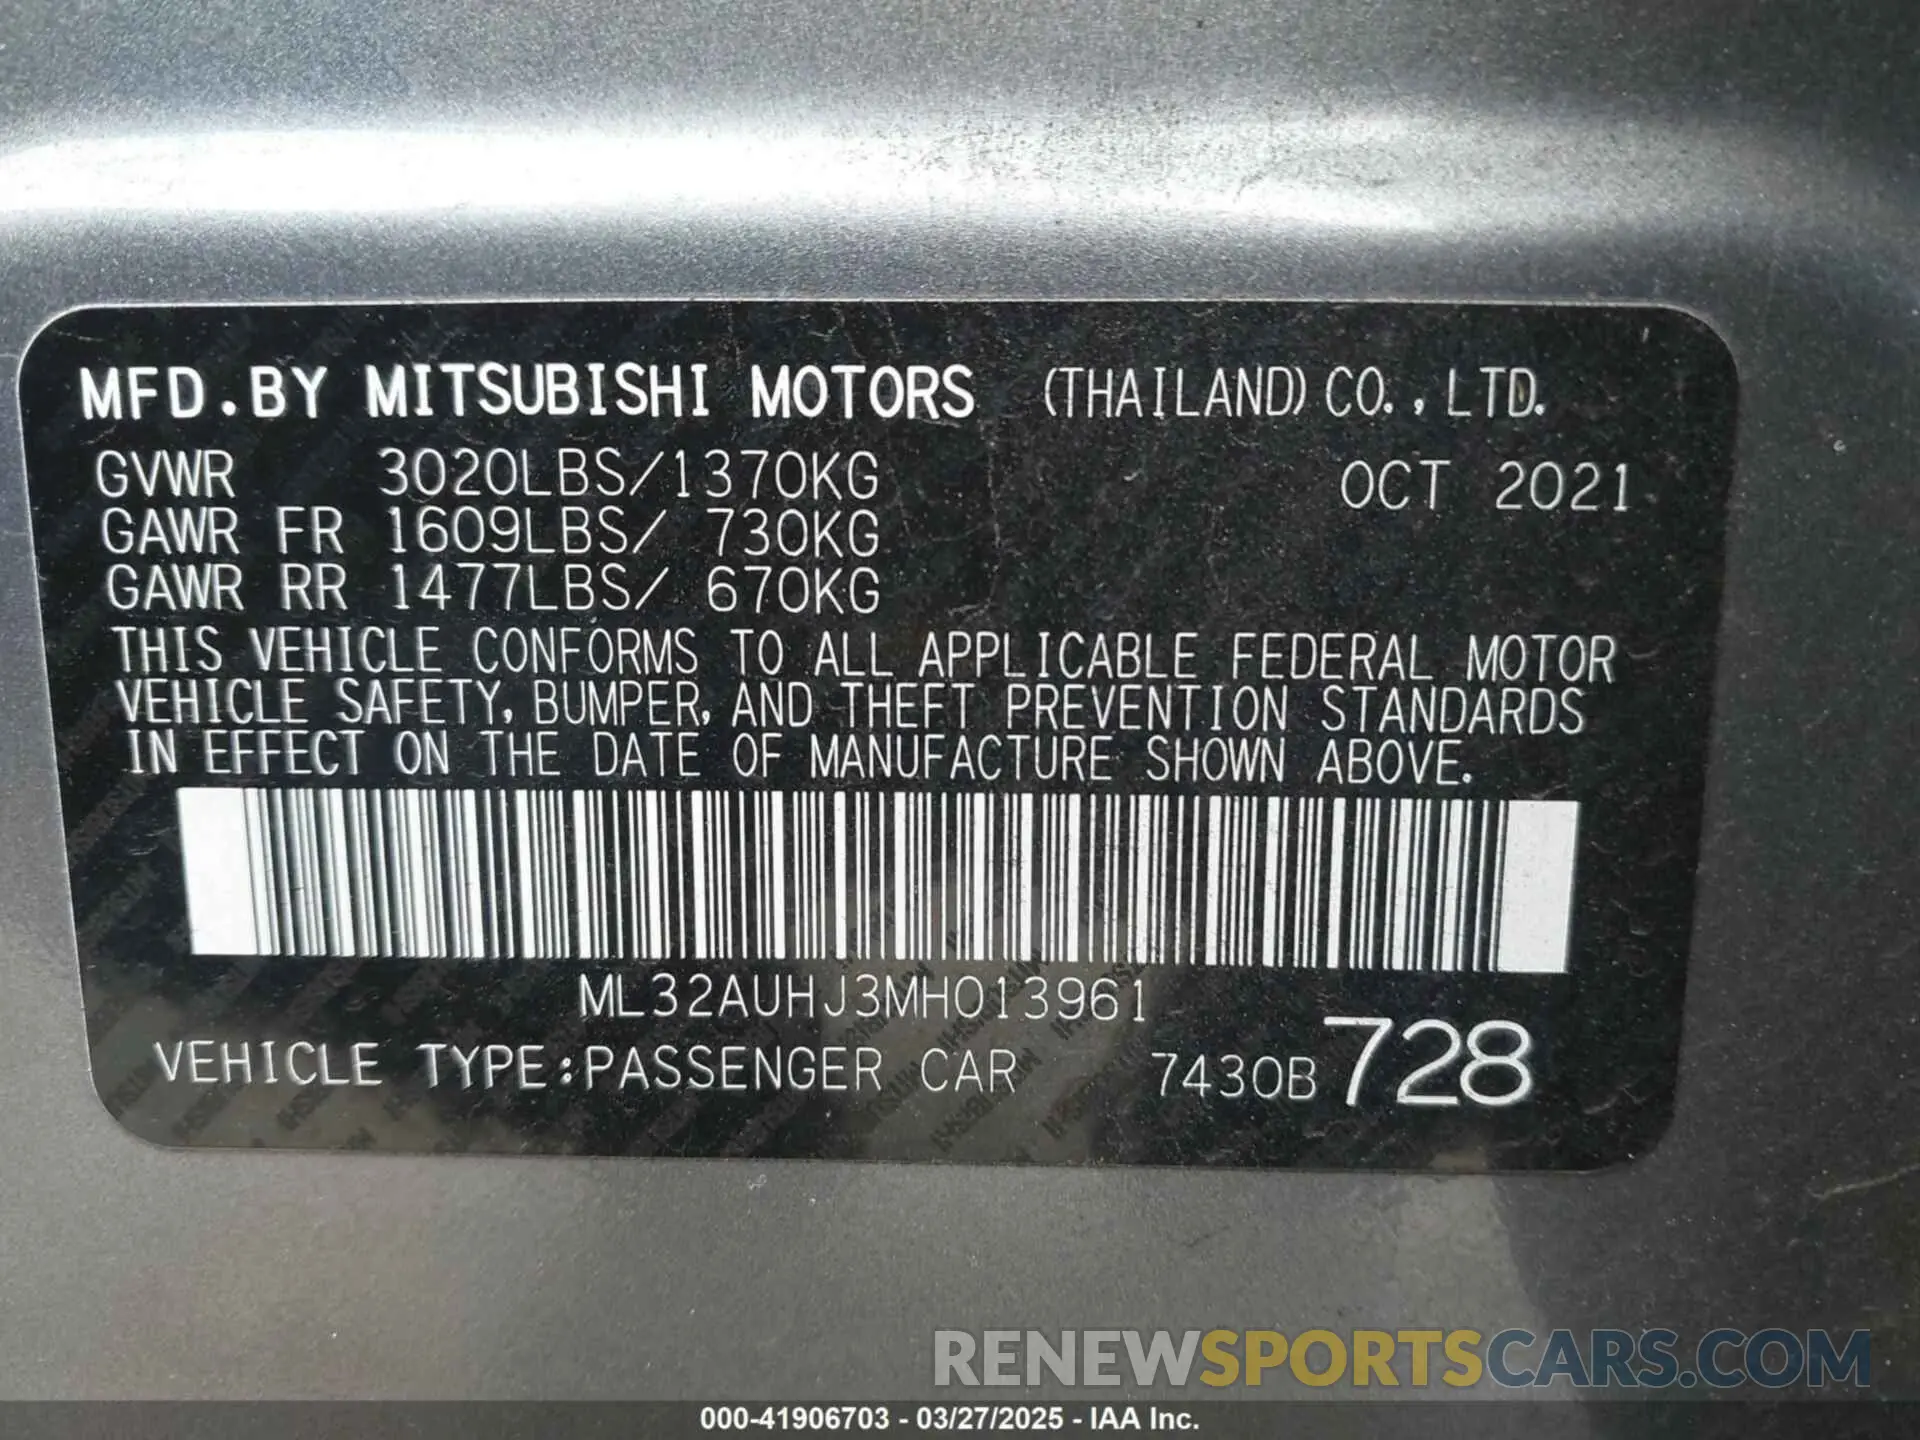 MFD.BY MITSUBISHI MOTORS (THAILAND) CO.,LTD.
GVWR 3020LBS/1370KG OCT 2021
GAWR FR 1609LBS/ 730KG
GAWR RR 1477LBS/ 670KG
THIS VEHICLE CONFORMS TO ALL APPLICABLE FEDERAL MOTOR
VEHICLE SAFETY, BUMPER, AND THEFT PREVENTION STANDARDS
IN EFFECT ON THE DATE OF MANUFACTURE SHOWN ABOVE.
ML32AUHJ3MH013961
VEHICLE TYPE:PASSENGER CAR 7430B728
RENEWSPORTSCARS.COM
000-41906703 - 03/27/2025 - IAA Inc.